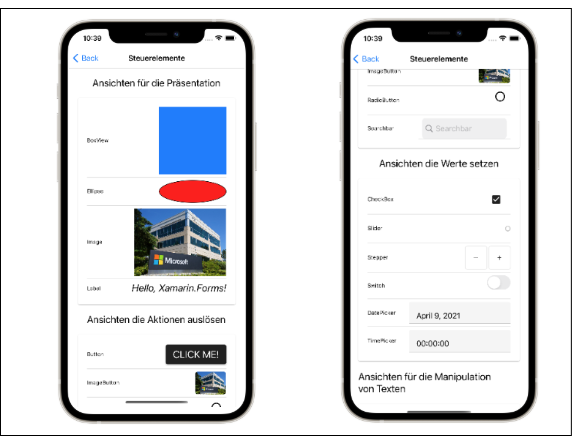 10:39
Back Steuerelemente
Ansichten für die Präsentation
BoxView
Ellipse
Image
Microsoft
Label Hello, Xamarin.Forms!
Ansichten die Aktionen auslösen
Button CLICK ME!
ImageButton
10:39
Back Steuerelemente
ImageButton
RadioButton
Searchbar Searchbar
Ansichten die Werte setzen
CheckBox
Slider
Stepper - +
Switch
DatePicker April 9, 2021
TimePicker 00:00:00
Ansichten für die Manipulation
von Texten